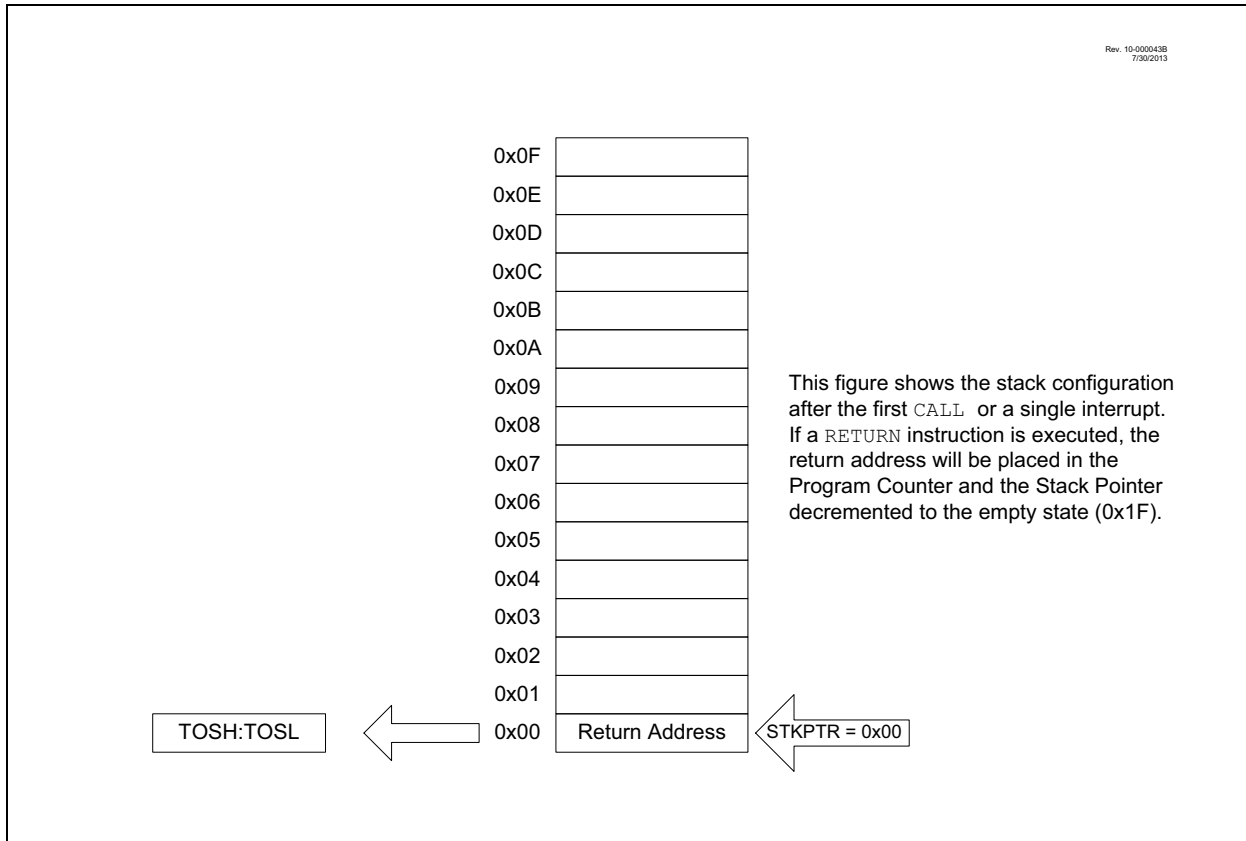 Rev. 10-000043B
7/30/2013
0x0F
0x0E
0x0D
0x0C
0x0B
0x0A
0x09
0x08
0x07
0x06
0x05
0x04
0x03
0x02
0x01
This figure shows the stack configuration
after the first CALL or a single interrupt.
If a RETURN instruction is executed, the
return address will be placed in the
Program Counter and the Stack Pointer
decremented to the empty state (0x1F).
TOSH:TOSL
0x00
Return Address
STKPTR = 0x00